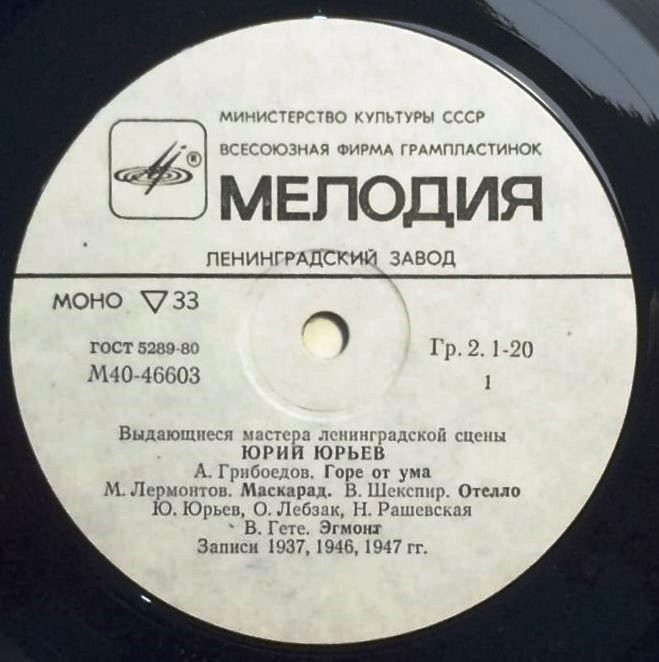 МИНИСТЕРСТВО КУЛЬТУРЫ СССР
ВСЕСОЮЗНАЯ ФИРМА ГРАМПЛАСТИНОК
®
МЕЛОДИЯ
ЛЕНИНГРАДСКИЙ ЗАВОД
МОНО ▽ 33
ГОСТ 5289-80
Гр. 2. 1-20
М40-46603
1
Выдающиеся мастера ленинградской сцены
ЮРИЙ ЮРЬЕВ
А. Грибоедов. Горе от ума
М. Лермонтов. Маскарад. В. Шекспир. Отелло
Ю. Юрьев, О. Лебзак, Н. Рашевская
В. Гете. Эгмонт
Записи 1937, 1946, 1947 гг.